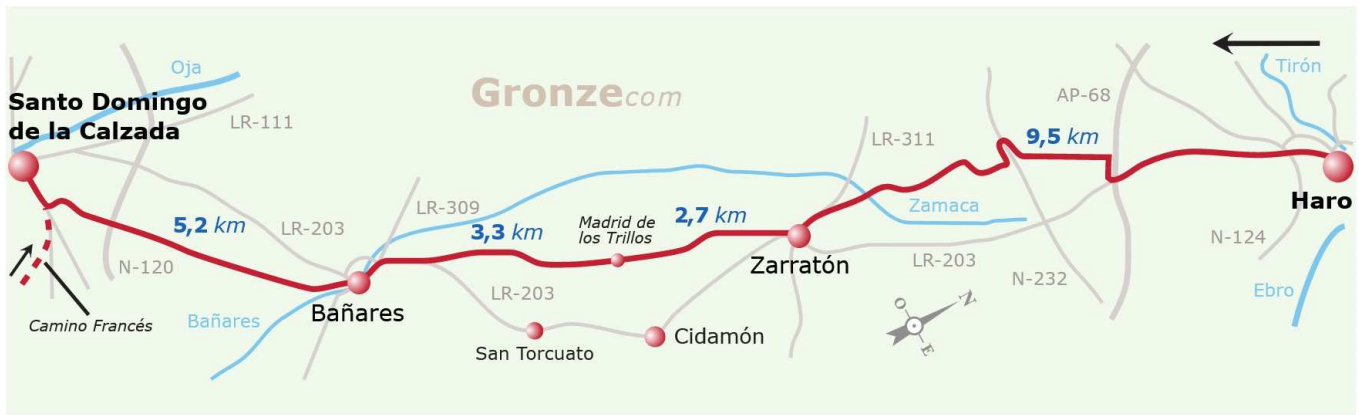 Gronze.com
Oja
Tirón
Santo Domingo
de la Calzada
LR-111
AP-68
9,5 km
LR-311
Haro
5,2 km
LR-203
LR-309
3,3 km
Madrid de
los Trillos
2,7 km
Zamaca
N-124
N-120
Zarratón
LR-203
N-232
LR-203
Ebro
Bañares
Bañares
Camino Francés
San Torcuato
Cidamón
O
N
E